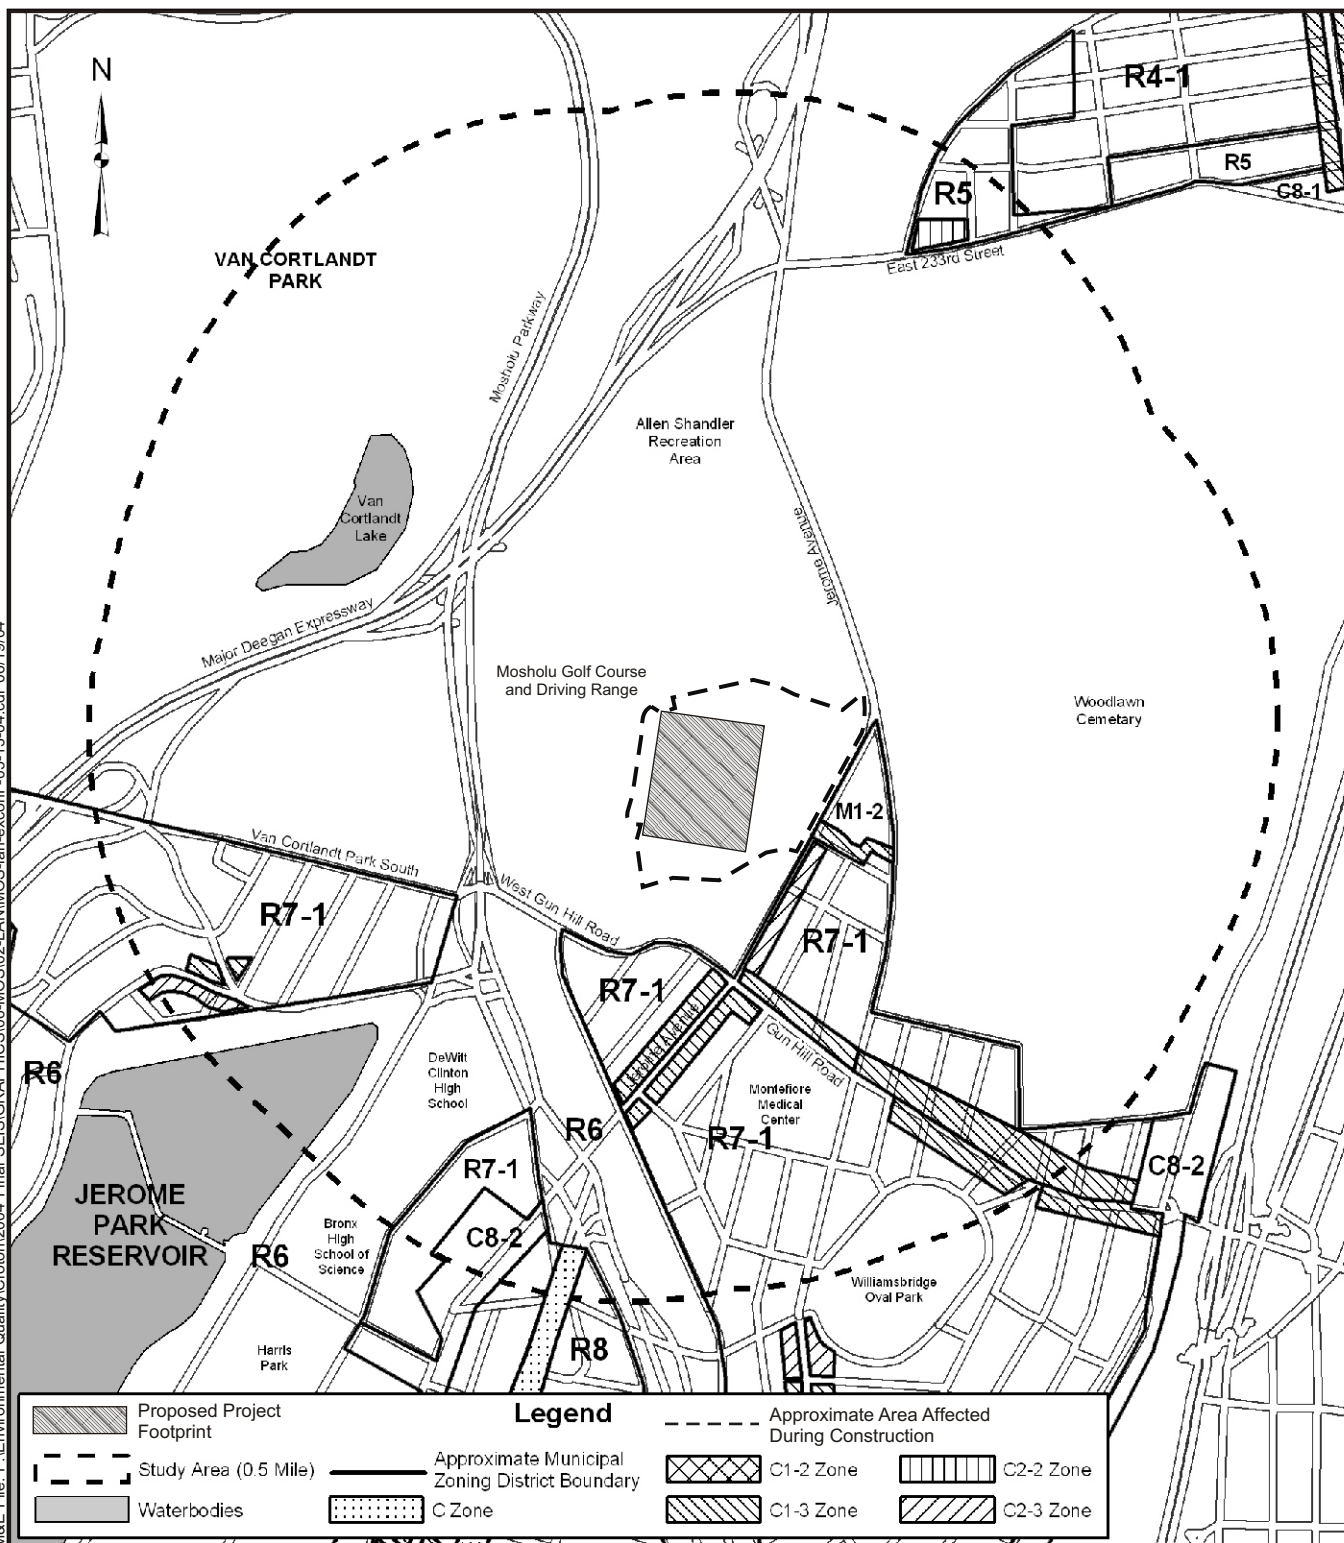 N
R4-1
R5
R5
C8-1
East 233rd Street
VAN CORTLANDT
PARK
Mosholu Parkway
Allen Shandler
Recreation
Area
Van
Cortlandt
Lake
Jerome Avenue
Major Deegan Expressway
Mosholu Golf Course
and Driving Range
Woodlawn
Cemetary
M1-2
Van Cortlandt Park South
West Gun Hill Road
R7-1
R7-1
R7-1
Jerome Avenue
Gun Hill Road
DeWitt
Clinton
High
School
Montefiore
Medical
Center
R6
R6
R7-1
R7-1
C8-2
JEROME
PARK
RESERVOIR
R6
Bronx
High
School of
Science
C8-2
Williamsbridge
Oval Park
Harris
Park
R8
Legend
Proposed Project
Footprint
Approximate Area Affected
During Construction
Study Area (0.5 Mile)
Approximate Municipal
Zoning District Boundary
C1-2 Zone
C2-2 Zone
Waterbodies
C Zone
C1-3 Zone
C2-3 Zone